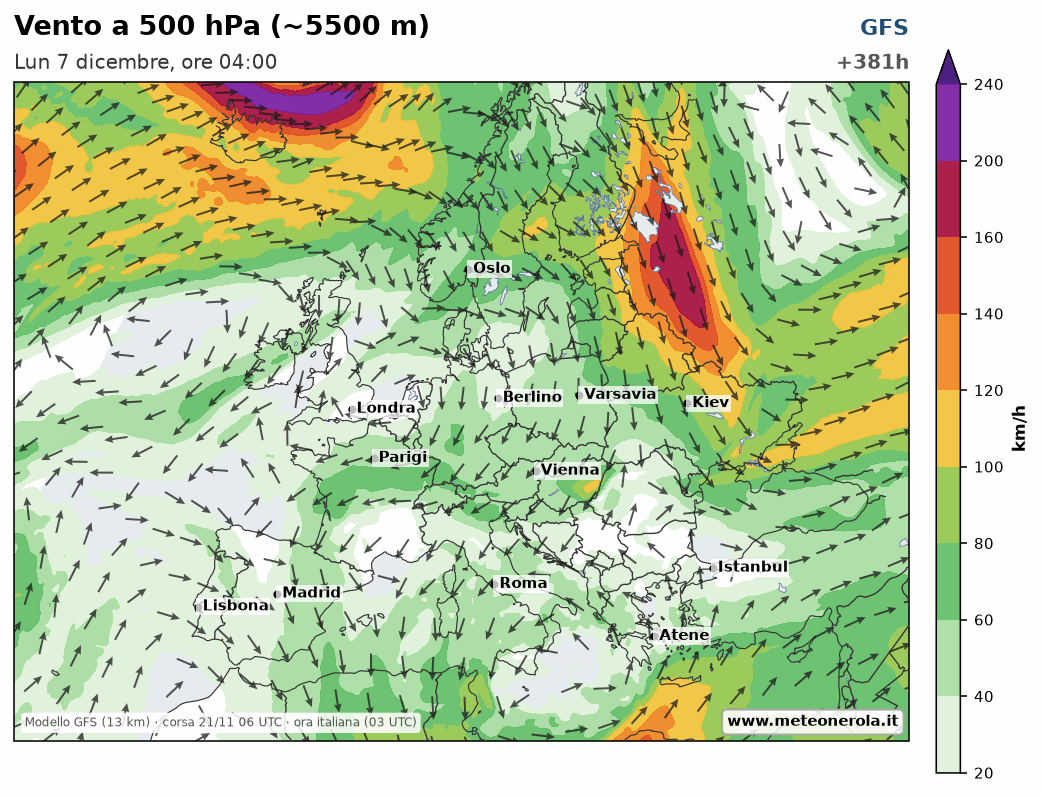 Vento a 500 hPa (~5500 m)
GFS
Lun 7 dicembre, ore 04:00
+381h
240
200
160
140
120
100
80
60
40
20
km/h
Oslo
Berlino
Varsavia
Kiev
Londra
Parigi
Vienna
Istanbul
Roma
Madrid
Lisbona
Atene
Modello GFS (13 km) · corsa 21/11 06 UTC · ora italiana (03 UTC)
www.meteonerola.it